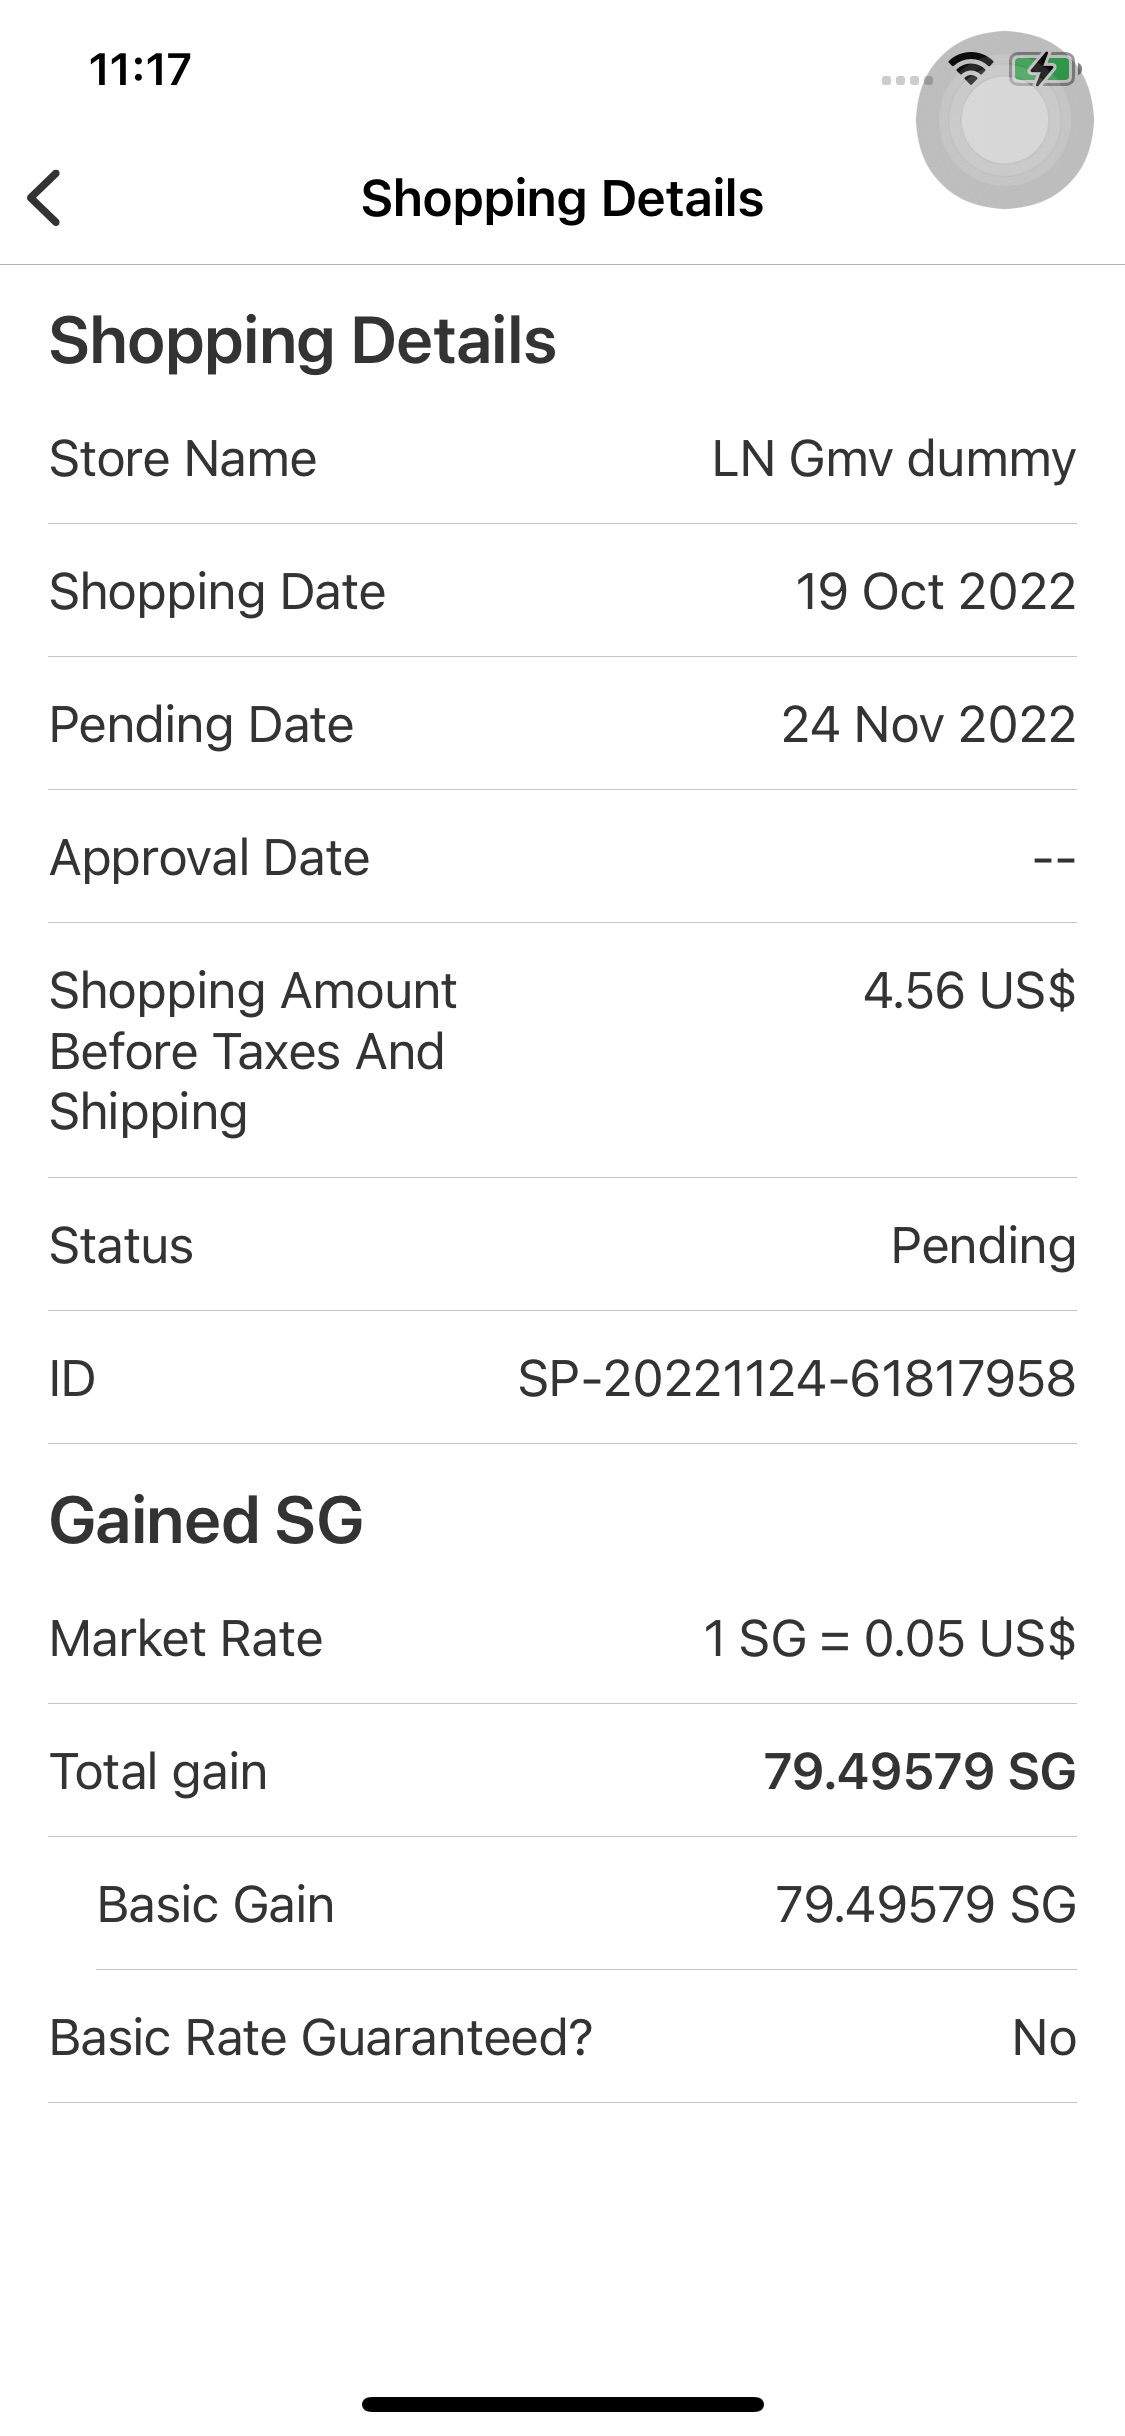 11:17
Shopping Details
Shopping Details
Store Name LN Gmv dummy
Shopping Date 19 Oct 2022
Pending Date 24 Nov 2022
Approval Date --
Shopping Amount 4.56 US$
Before Taxes And
Shipping
Status Pending
ID SP-20221124-61817958
Gained SG
Market Rate 1 SG = 0.05 US$
Total gain 79.49579 SG
Basic Gain 79.49579 SG
Basic Rate Guaranteed? No